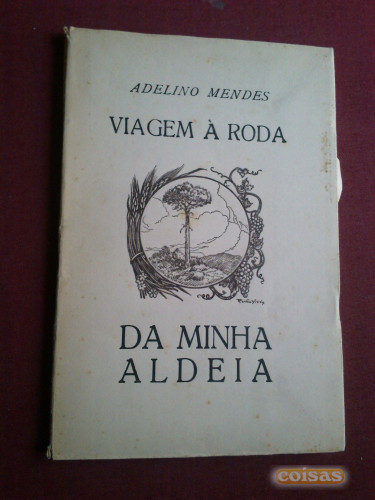 ADELINO MENDES
VIAGEM À RODA
DA MINHA
ALDEIA
coisas